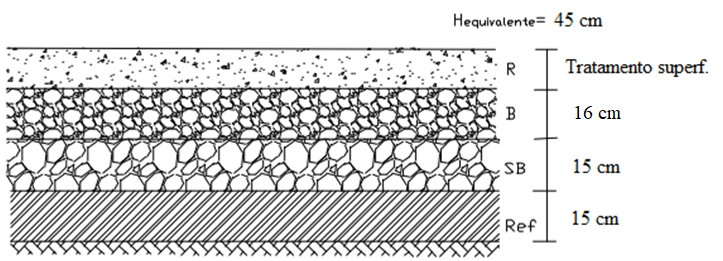 Hequivalente= 45 cm
R Tratamento superf.
B 16 cm
SB 15 cm
Ref 15 cm